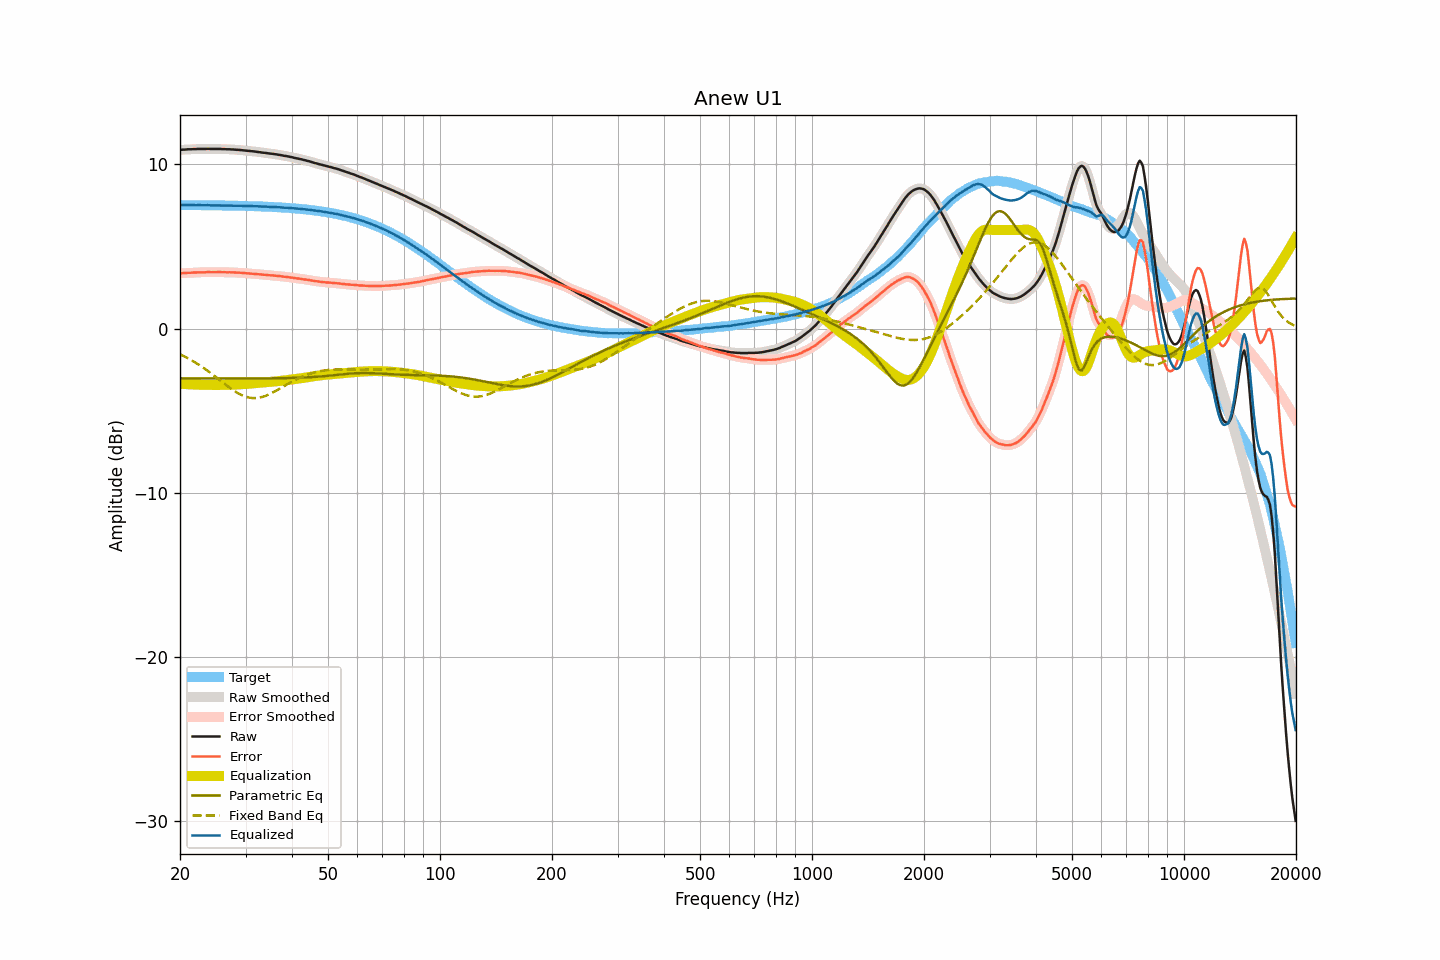 Anew U1
Amplitude (dBr)
10
0
−10
−20
−30
Target
Raw Smoothed
Error Smoothed
Raw
Error
Equalization
Parametric Eq
Fixed Band Eq
Equalized
20 50 100 200 500 1000 2000 5000 10000 20000
Frequency (Hz)